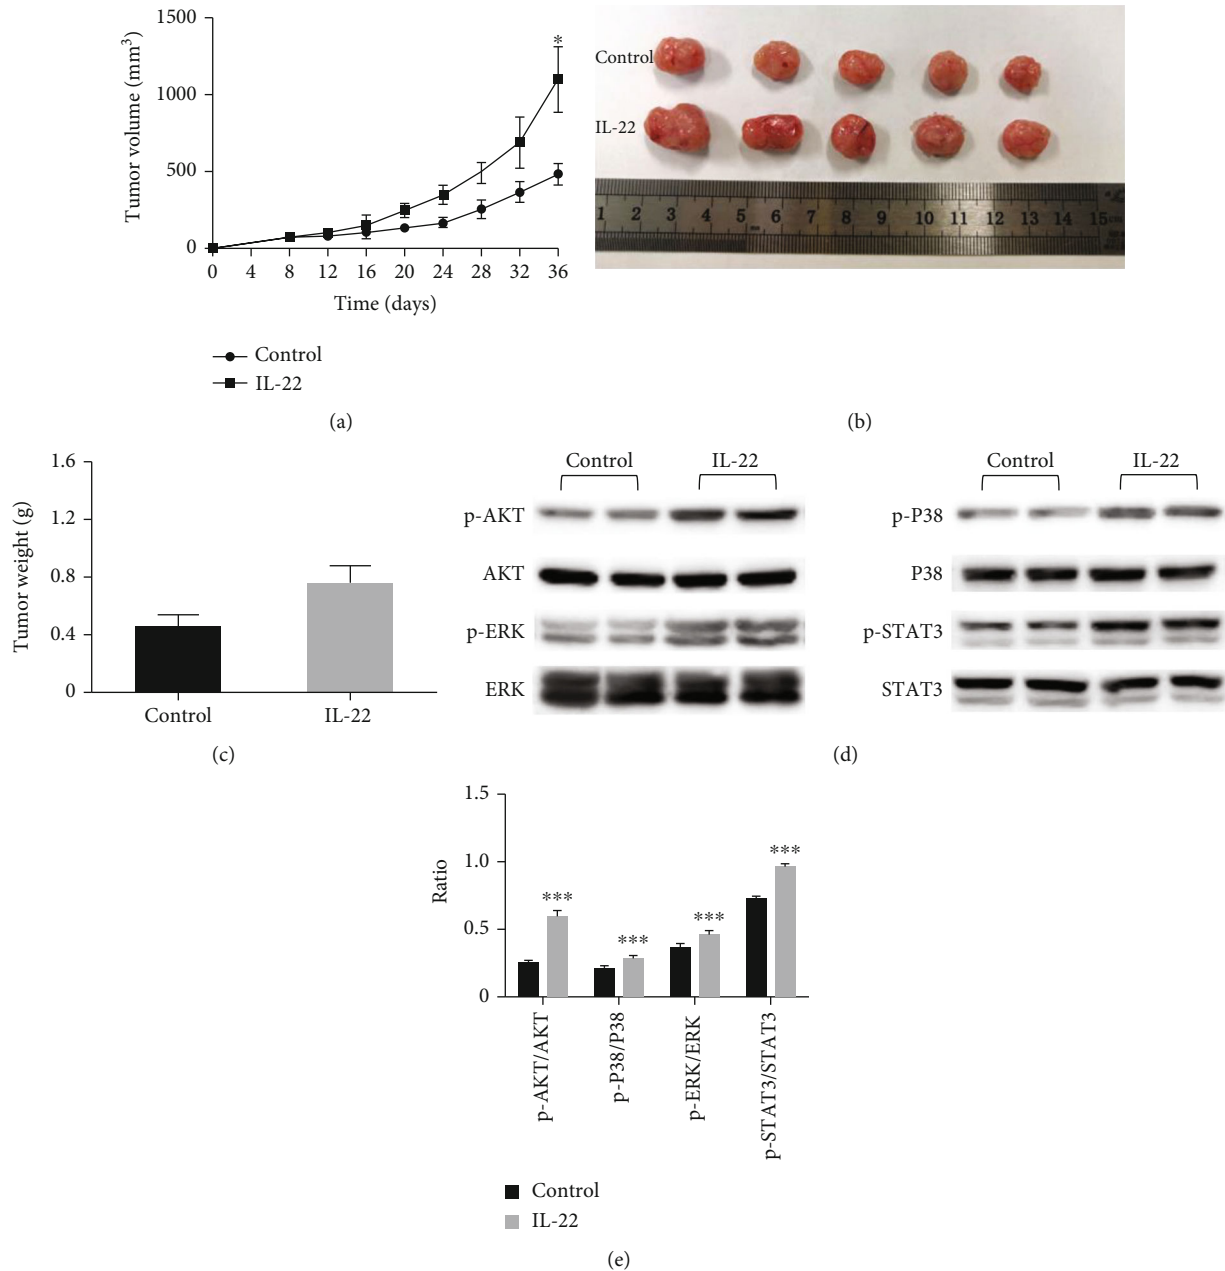 1500
1000
500
0
Tumor volume (mm³)
*
0 4 8 12 16 20 24 28 32 36
Time (days)
Control
IL-22
(a)
Control
IL-22
1 2 3 4 5 6 7 8 9 10 11 12 13 14 15
(b)
1.6
1.2
0.8
0.4
0
Tumor weight (g)
Control IL-22
(c)
Control IL-22
p-AKT
AKT
p-ERK
ERK
Control IL-22
p-P38
P38
p-STAT3
STAT3
(d)
1.5
1.0
0.5
0
Ratio
*** *** *** ***
p-AKT/AKT
p-P38/P38
p-ERK/ERK
p-STAT3/STAT3
Control
IL-22
(e)